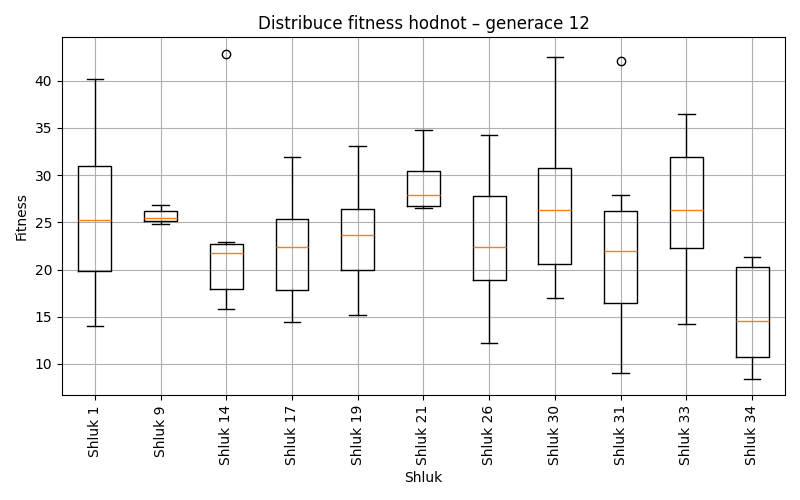 Distribuce fitness hodnot – generace 12
Fitness
40
35
30
25
20
15
10
Shluk 1
Shluk 9
Shluk 14
Shluk 17
Shluk 19
Shluk 21
Shluk 26
Shluk 30
Shluk 31
Shluk 33
Shluk 34
Shluk